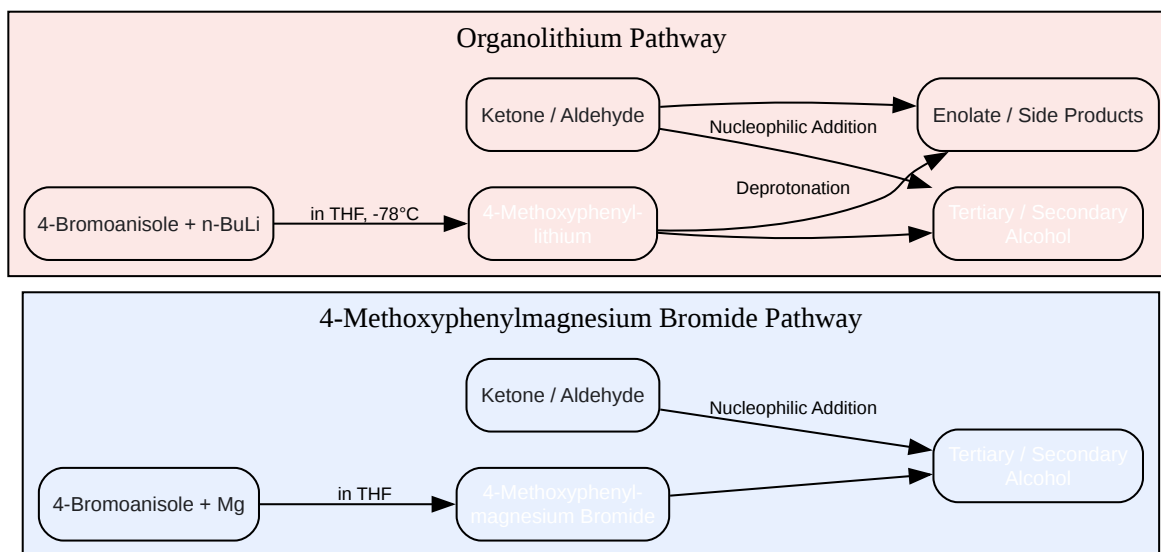 Organolithium Pathway
Ketone / Aldehyde
Enolate / Side Products
Nucleophilic Addition
Deprotonation
4-Bromoanisole + n-BuLi
in THF, -78°C
4-Methoxyphenyl-
lithium
Tertiary / Secondary
Alcohol
4-Methoxyphenylmagnesium Bromide Pathway
Ketone / Aldehyde
Nucleophilic Addition
Tertiary / Secondary
Alcohol
4-Bromoanisole + Mg
in THF
4-Methoxyphenyl-
magnesium Bromide